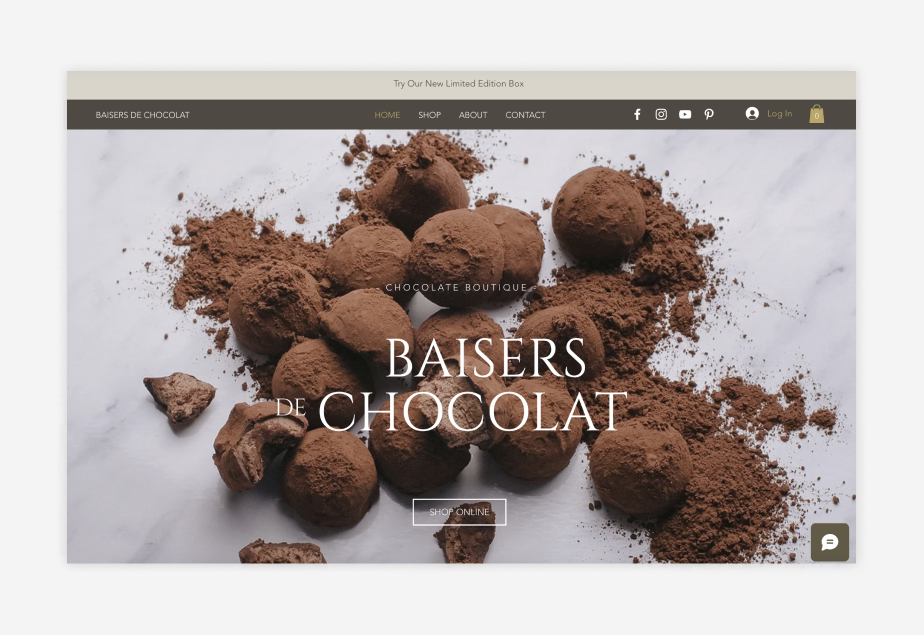 Try Our New Limited Edition Box
BAISERS DE CHOCOLAT HOME SHOP ABOUT CONTACT Log In 0
CHOCOLATE BOUTIQUE
BAISERS
DE CHOCOLAT
SHOP ONLINE